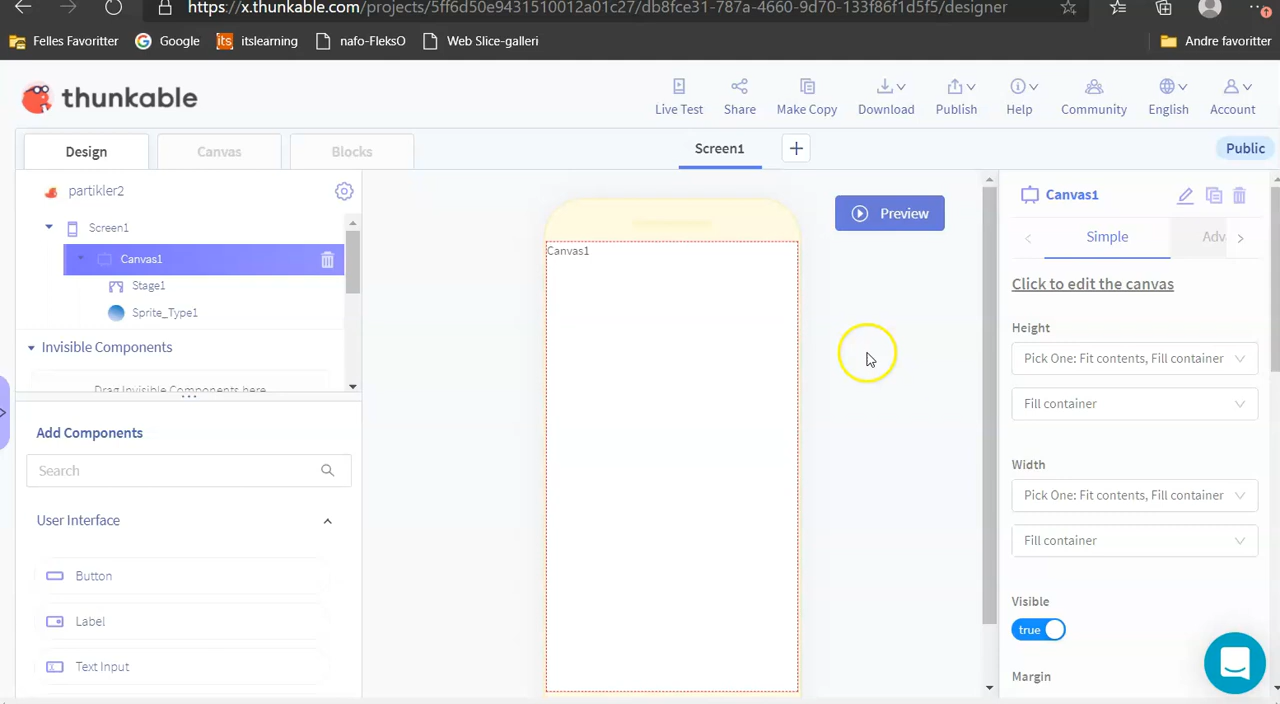 https://x.thunkable.com/projects/5ff6d50e9431510012a01c27/db8fce31-787a-4660-9d70-133f86f1d5f5/designer
Felles Favoritter
Google
its
itslearning
nafo-FleksO
Web Slice-galleri
Andre favoritter
thunkable
Live Test
Share
Make Copy
Download
Publish
Help
Community
English
Account
Design
Canvas
Blocks
Screen1
Public
partikler2
Screen1
Canvas1
Stage1
Sprite_Type1
Invisible Components
Drag Invisible Components here
Add Components
Search
User Interface
Button
Label
Text Input
Preview
Canvas1
Canvas1
Simple
Adv
Click to edit the canvas
Height
Pick One: Fit contents, Fill container
Fill container
Width
Pick One: Fit contents, Fill container
Fill container
Visible
true
Margin